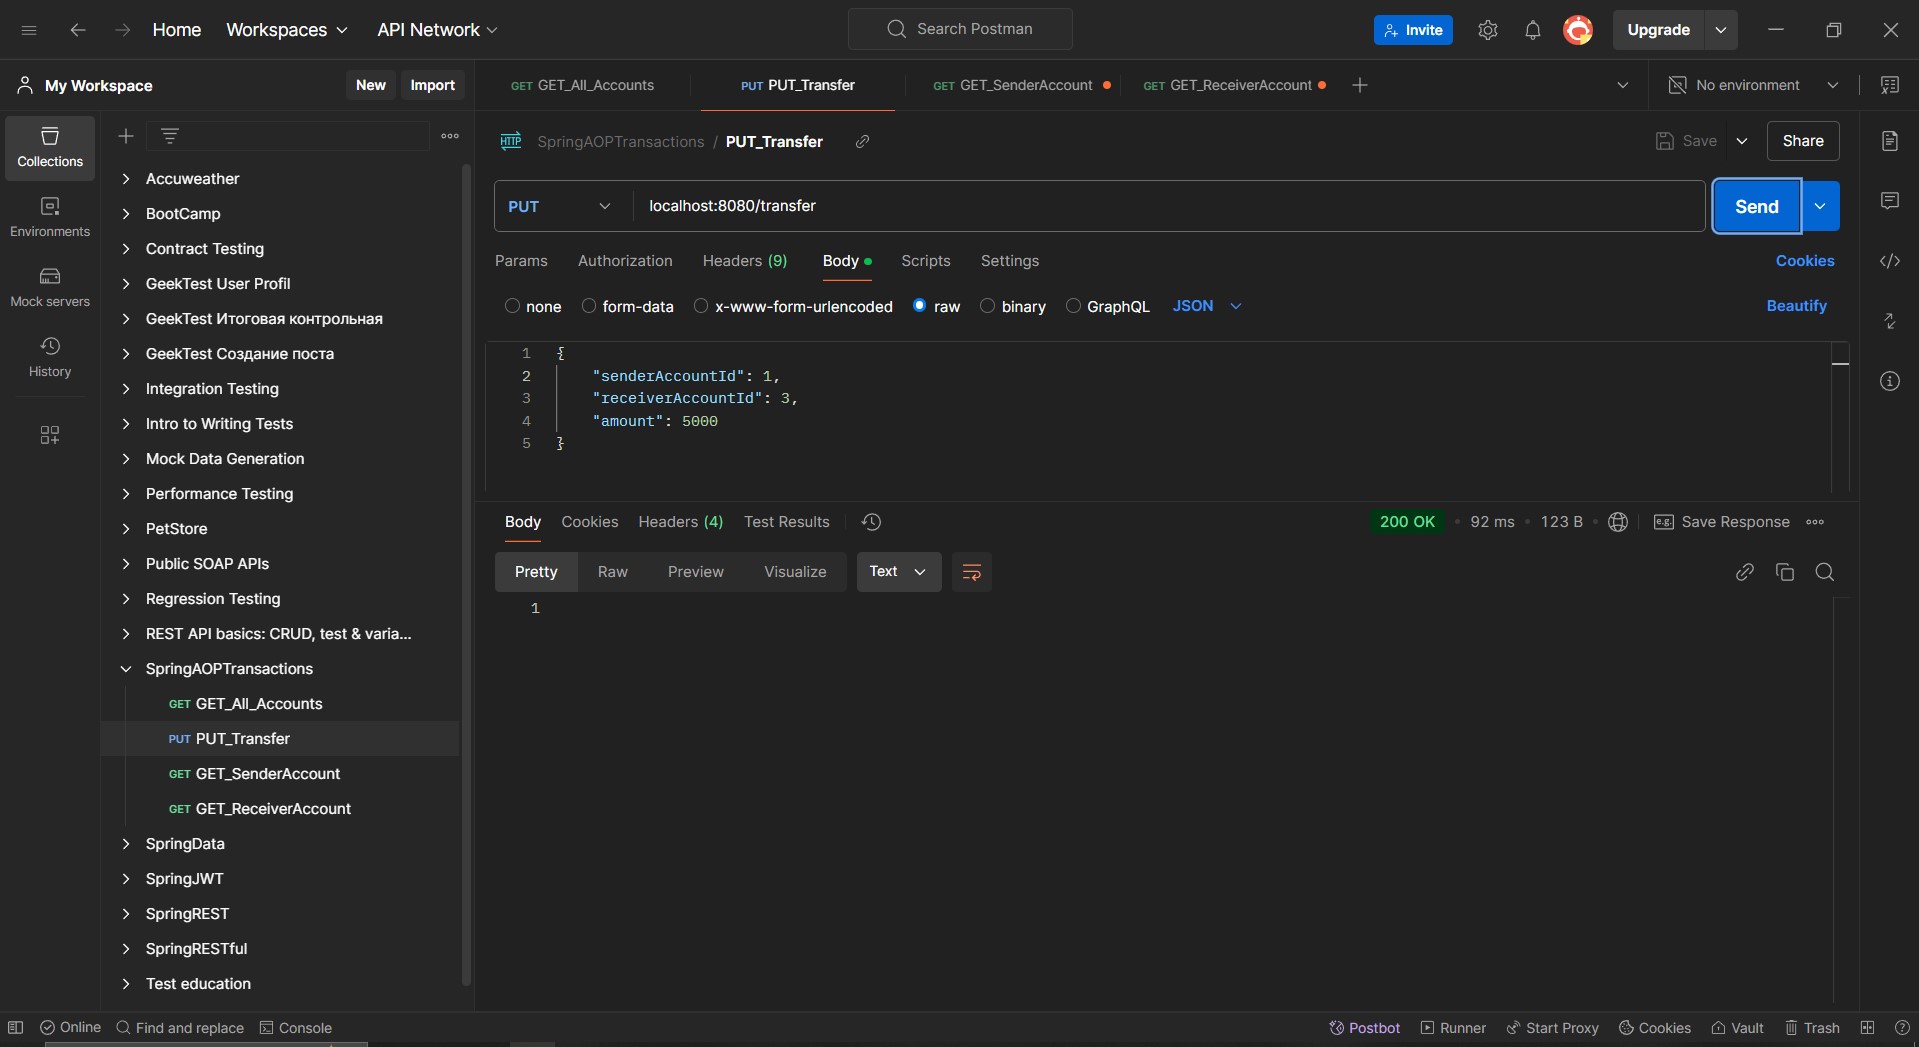 Home Workspaces API Network Search Postman Invite Upgrade
My Workspace New Import
GET GET_All_Accounts PUT PUT_Transfer GET GET_SenderAccount GET GET_ReceiverAccount No environment
Collections
Environments
Mock servers
History
Accuweather
BootCamp
Contract Testing
GeekTest User Profil
GeekTest Итоговая контрольная
GeekTest Создание поста
Integration Testing
Intro to Writing Tests
Mock Data Generation
Performance Testing
PetStore
Public SOAP APIs
Regression Testing
REST API basics: CRUD, test & varia...
SpringAOPTransactions
GET GET_All_Accounts
PUT PUT_Transfer
GET GET_SenderAccount
GET GET_ReceiverAccount
SpringData
SpringJWT
SpringREST
SpringRESTful
Test education
HTTP SpringAOPTransactions / PUT_Transfer Save Share
PUT localhost:8080/transfer Send
Params Authorization Headers (9) Body Scripts Settings Cookies
none form-data x-www-form-urlencoded raw binary GraphQL JSON Beautify
1 {
2 "senderAccountId": 1,
3 "receiverAccountId": 3,
4 "amount": 5000
5 }
Body Cookies Headers (4) Test Results 200 OK 92 ms 123 B e.g. Save Response
Pretty Raw Preview Visualize Text
1
Online Find and replace Console Postbot Runner Start Proxy Cookies Vault Trash